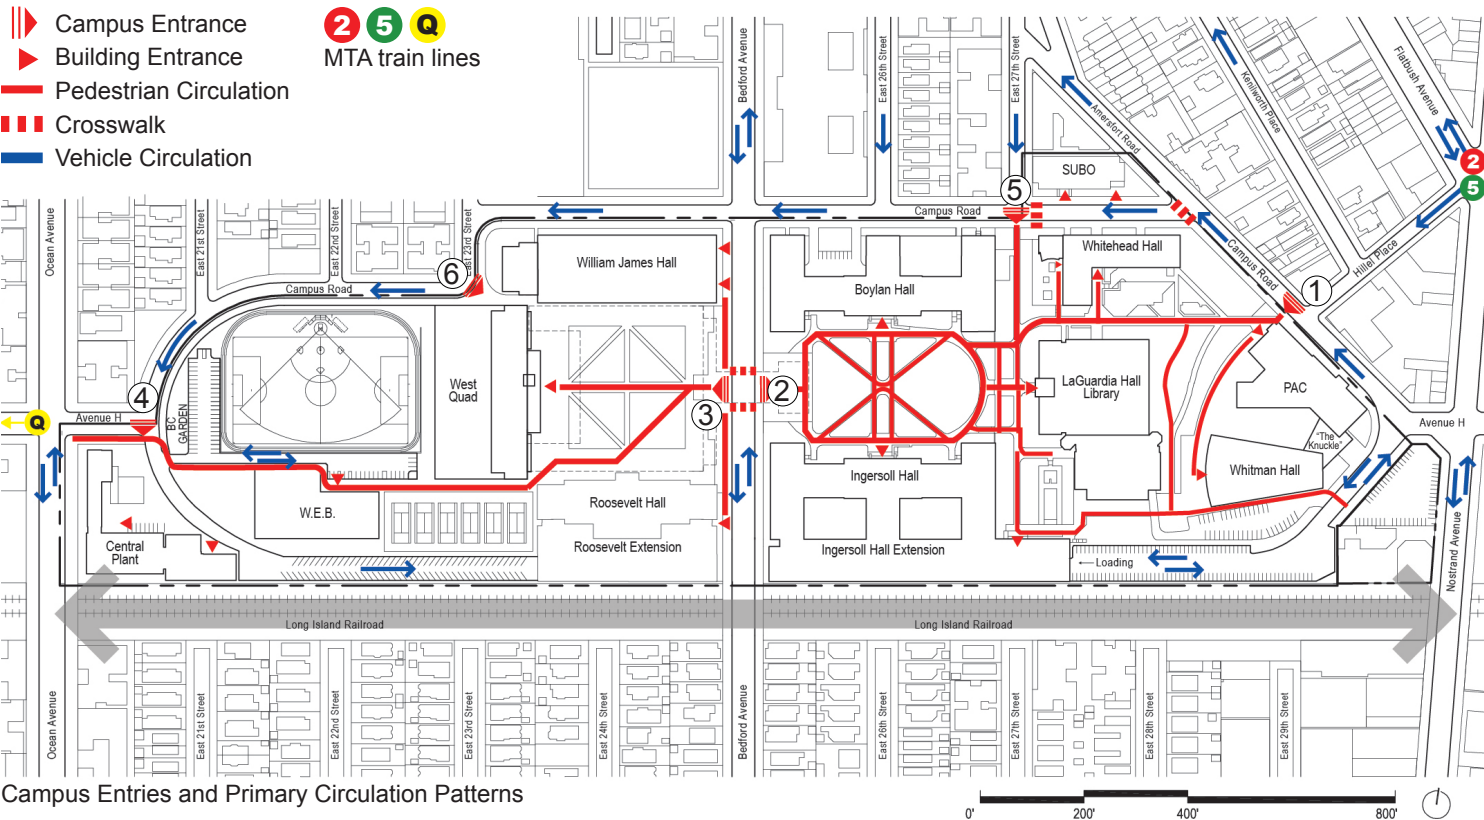 Campus Entrance
Building Entrance
Pedestrian Circulation
Crosswalk
Vehicle Circulation
2 5 Q
MTA train lines
Bedford Avenue
East 26th Street
East 27th Street
Amersfort Road
Kenilworth Place
Flatbush Avenue
2
5
Hillel Place
SUBO
5
Campus Road
Campus Road
Ocean Avenue
East 21st Street
East 22nd Street
East 23rd Street
6
Campus Road
William James Hall
Boylan Hall
Whitehead Hall
1
4
Avenue H
Q
BC
GARDEN
West
Quad
3
2
LaGuardia Hall
Library
PAC
Avenue H
"The
Knuckle"
Whitman Hall
Ingersoll Hall
Roosevelt Hall
W.E.B.
Central
Plant
Roosevelt Extension
Ingersoll Hall Extension
Loading
Nostrand Avenue
Long Island Railroad
Long Island Railroad
Ocean Avenue
East 21st Street
East 22nd Street
East 23rd Street
East 24th Street
Bedford Avenue
East 26th Street
East 27th Street
East 28th Street
East 29th Street
Campus Entries and Primary Circulation Patterns
0'
200'
400'
800'